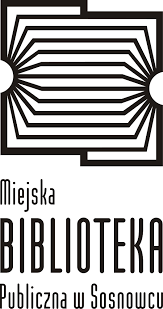 Miejska
BIBLIOTEKA
Publiczna w Sosnowcu